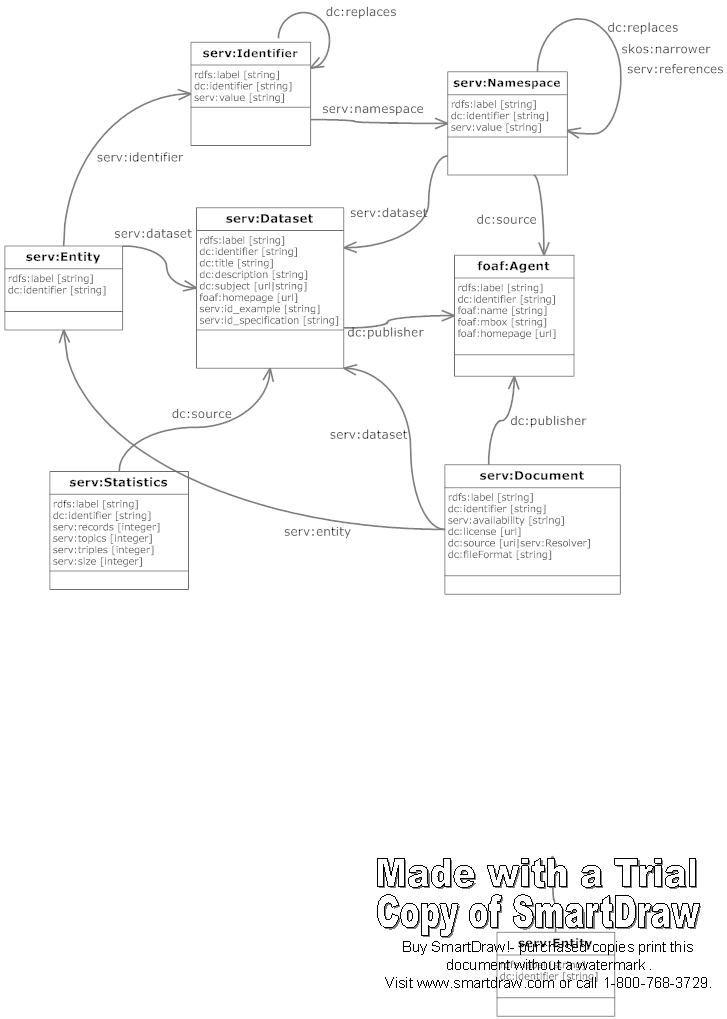 dc:replaces
serv:Identifier
rdfs:label [string]
dc:identifier [string]
serv:value [string]
dc:replaces
skos:narrower
serv:references
serv:Namespace
rdfs:label [string]
dc:identifier [string]
serv:value [string]
serv:namespace
serv:identifier
serv:dataset
serv:Dataset
rdfs:label [string]
dc:identifier [string]
dc:title [string]
dc:description [string]
dc:subject [url|string]
foaf:homepage [url]
serv:id_example [string]
serv:id_specification [string]
serv:dataset
dc:source
serv:Entity
rdfs:label [string]
dc:identifier [string]
foaf:Agent
rdfs:label [string]
dc:identifier [string]
foaf:name [string]
foaf:mbox [string]
foaf:homepage [url]
dc:publisher
dc:source
serv:dataset
dc:publisher
serv:Statistics
rdfs:label [string]
dc:identifier [string]
serv:records [integer]
serv:topics [integer]
serv:triples [integer]
serv:size [integer]
serv:entity
serv:Document
rdfs:label [string]
dc:identifier [string]
serv:availability [string]
dc:license [url]
dc:source [url|serv:Resolver]
dc:fileFormat [string]
Made with a Trial
Copy of SmartDraw
serv:Entity
Buy SmartDraw!- purchased copies print this
document without a watermark .
dc:identifier [string]
Visit www.smartdraw.com or call 1-800-768-3729.